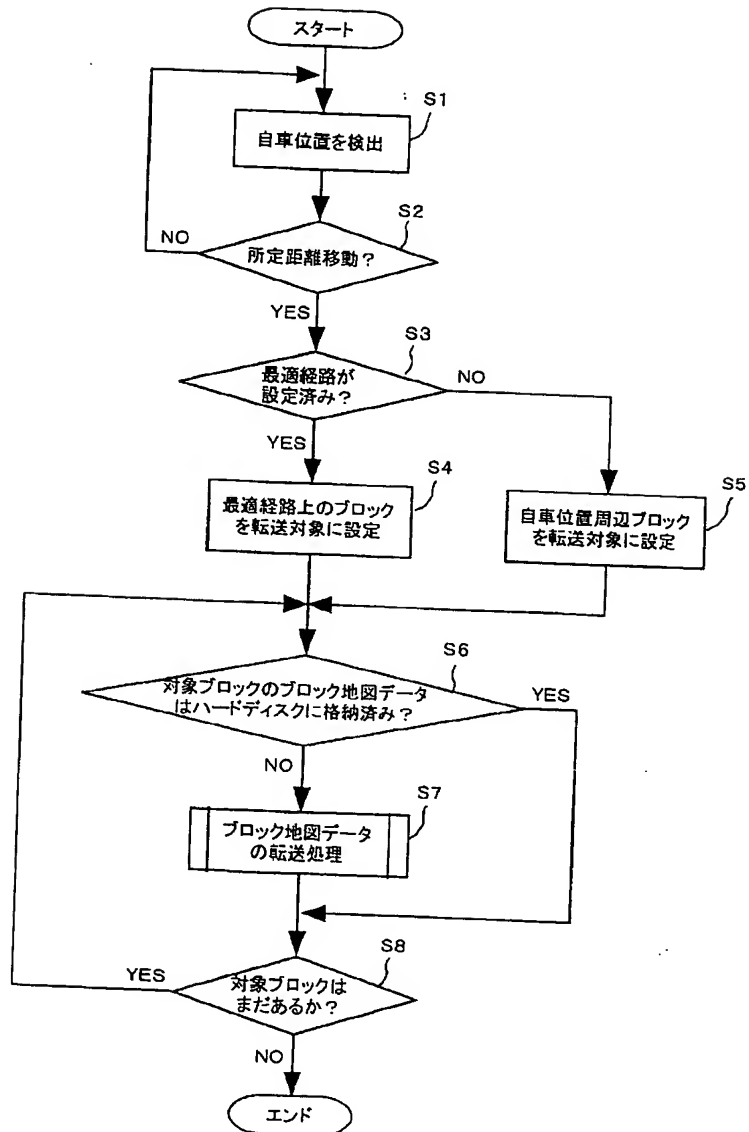 スタート
S1
自車位置を検出
S2
NO
所定距離移動？
YES
S3
最適経路が
設定済み？
NO
YES
S4
最適経路上のブロック
を転送対象に設定
S5
自車位置周辺ブロック
を転送対象に設定
S6
対象ブロックのブロック地図データ
はハードディスクに格納済み？
YES
NO
S7
ブロック地図データ
の転送処理
S8
YES
対象ブロックは
まだあるか？
NO
エンド